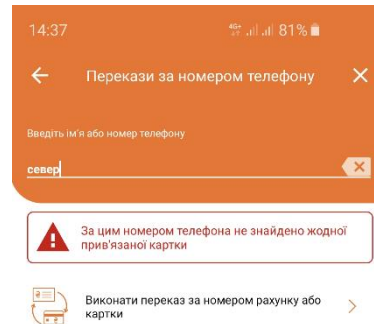 14:37
4G+ 81%
Перекази за номером телефону
Введіть ім'я або номер телефону
север
За цим номером телефона не знайдено жодної
прив'язаної картки
Виконати переказ за номером рахунку або
картки